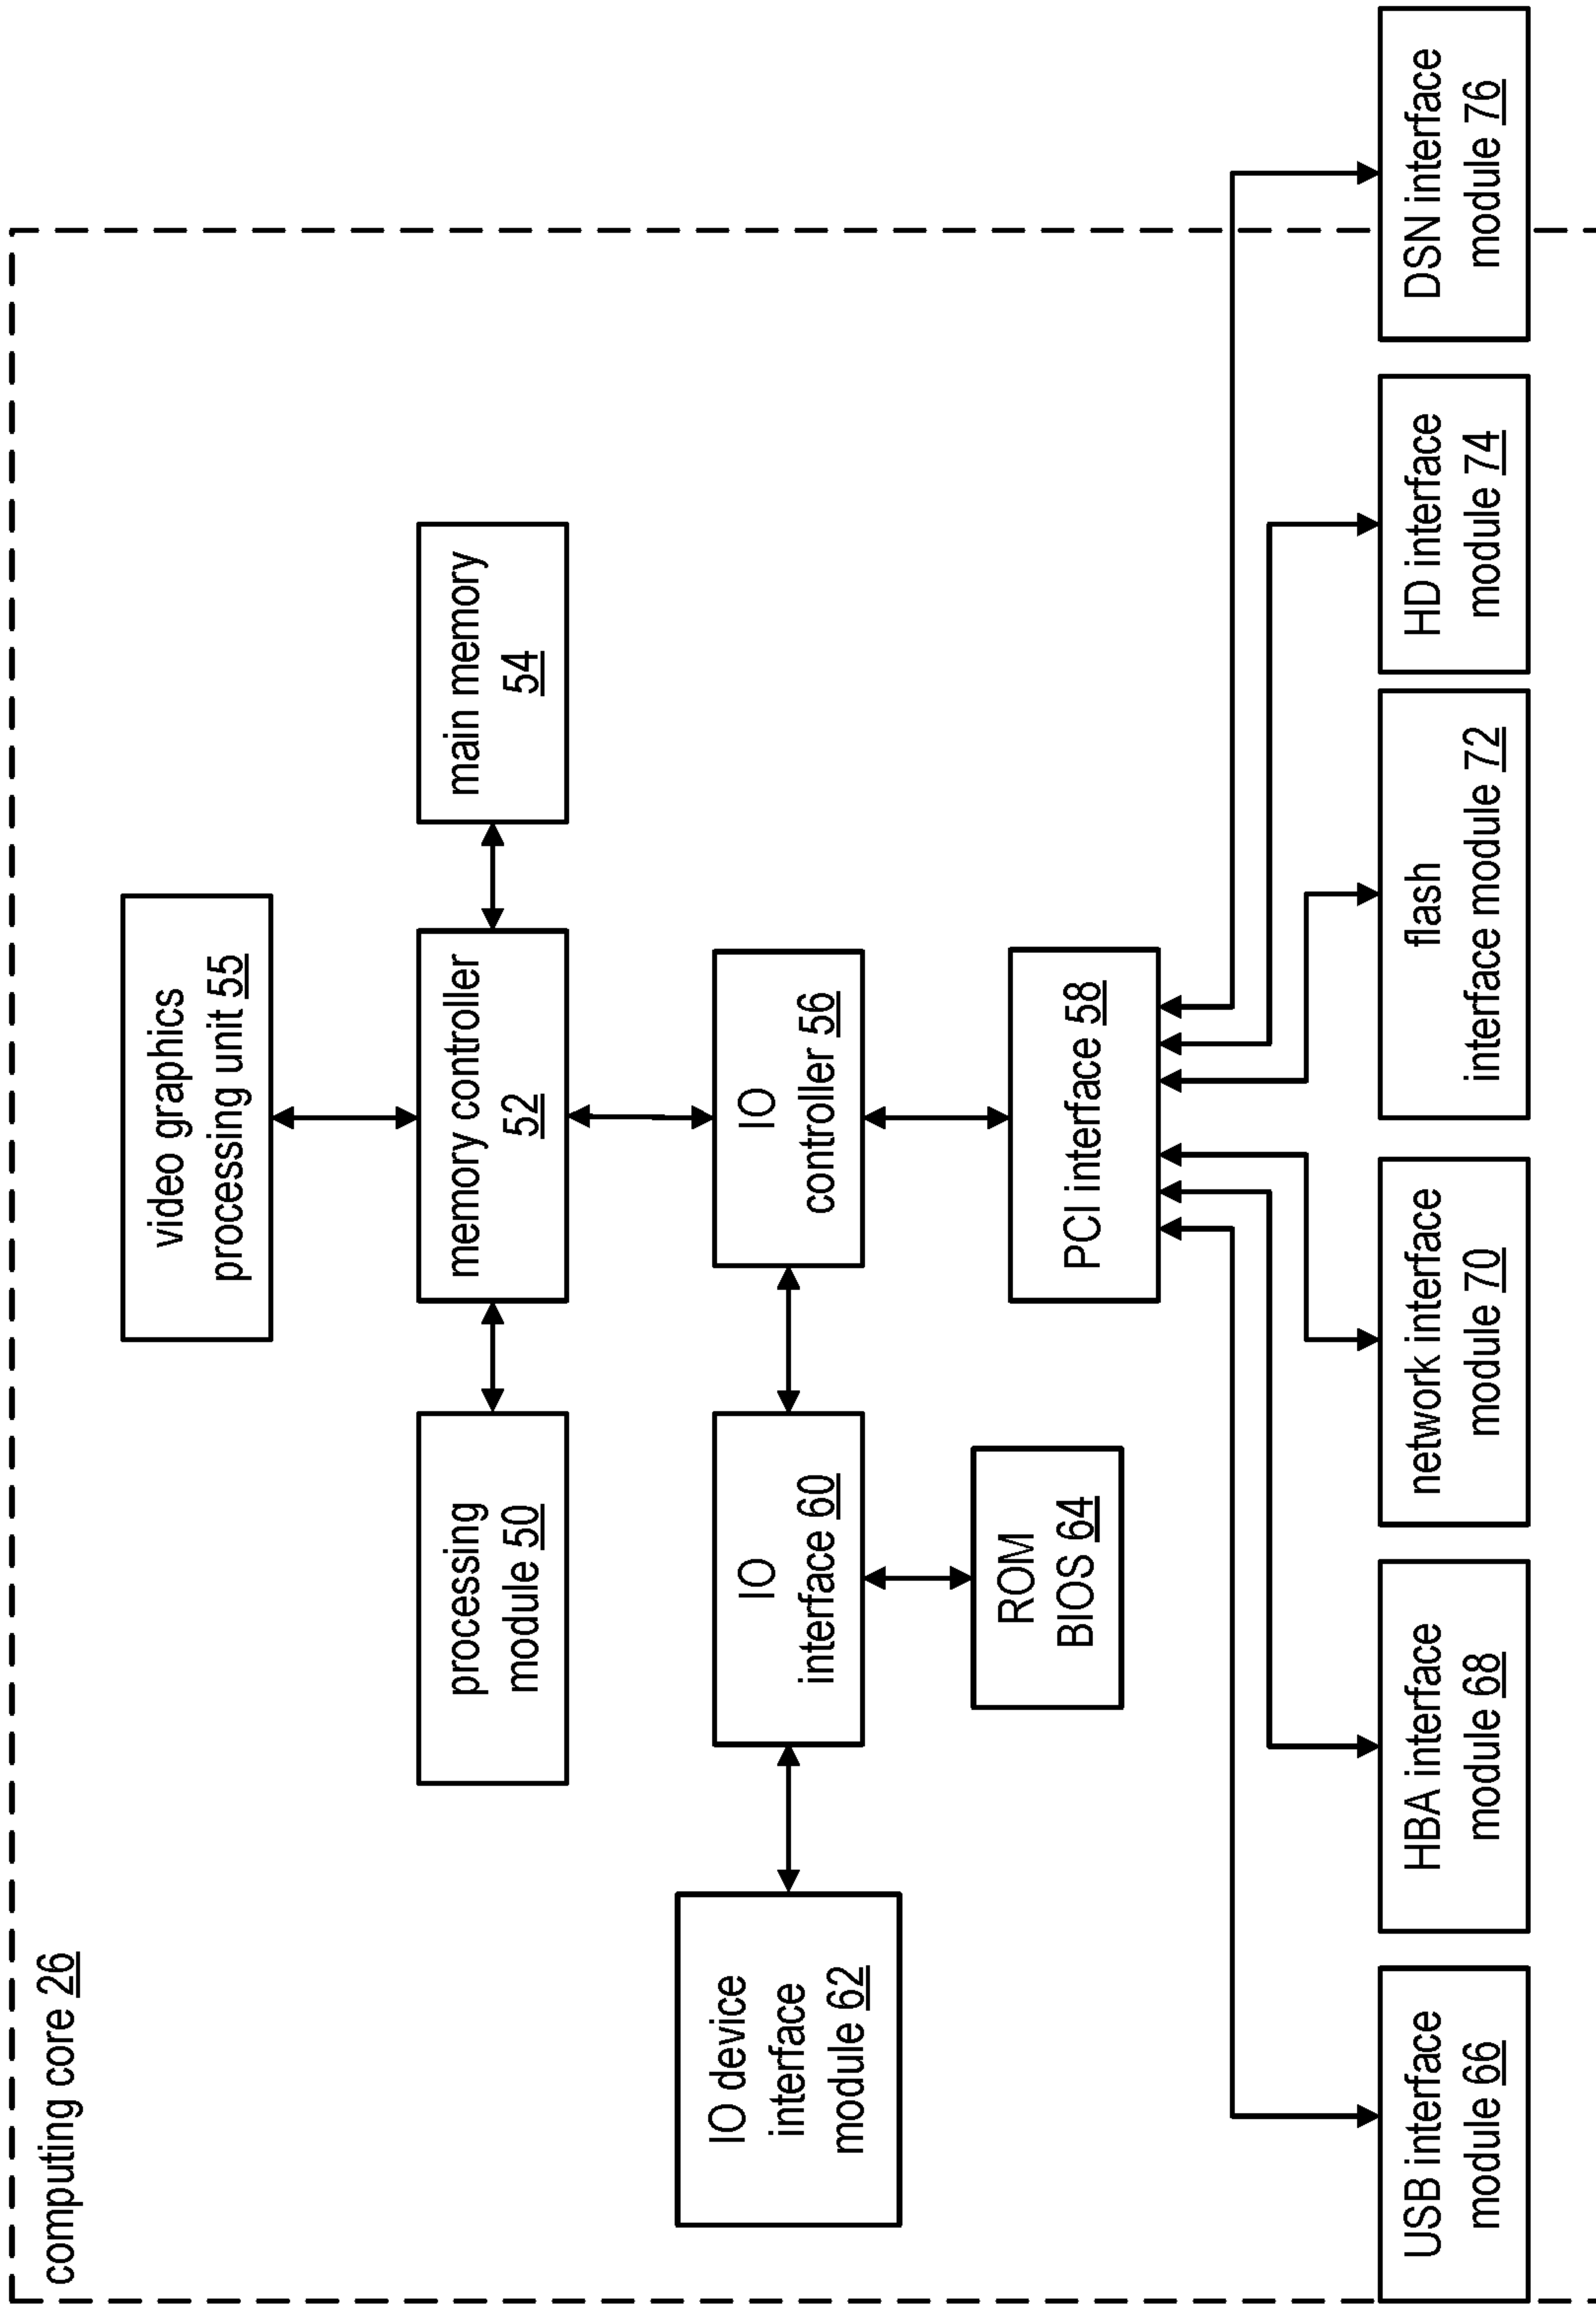 computing core 26
video graphics
processing unit 55
processing
module 50
memory controller
52
main memory
54
IO device
interface
module 62
IO
interface 60
IO
controller 56
ROM
BIOS 64
PCI interface 58
USB interface
module 66
HBA interface
module 68
network interface
module 70
flash
interface module 72
HD interface
module 74
DSN interface
module 76